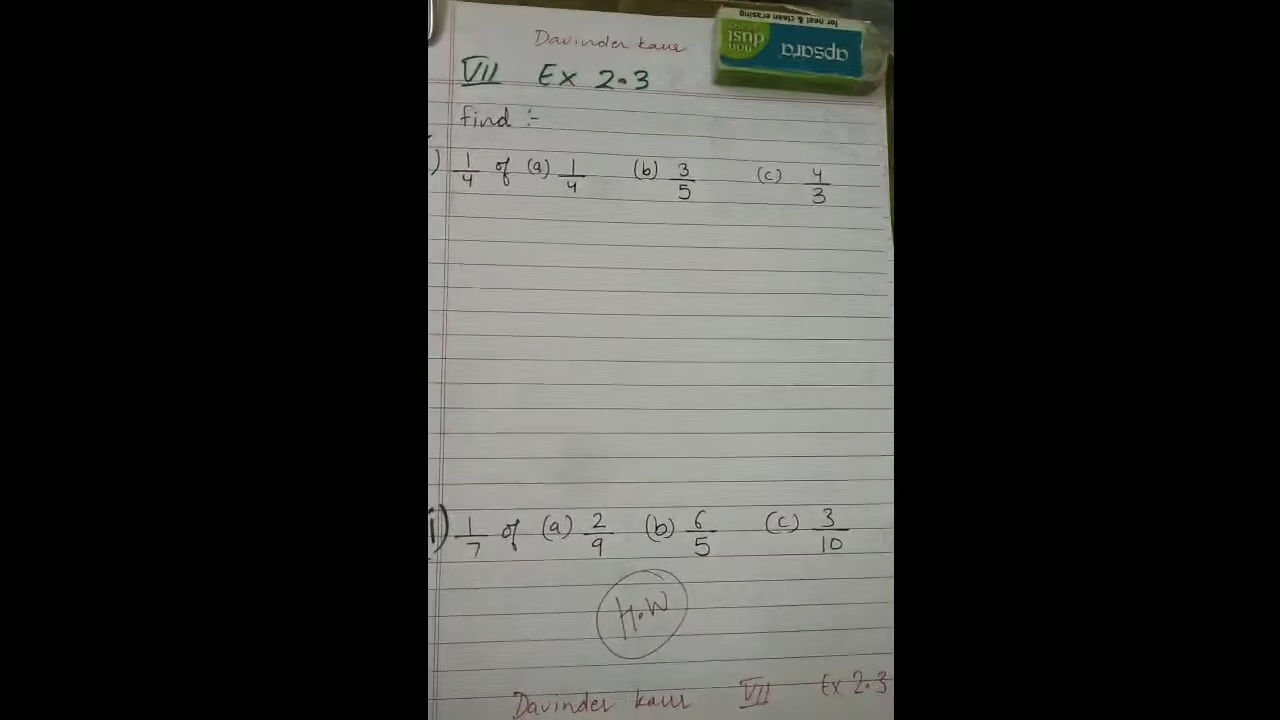 Davinder kaur
VII Ex 2.3
for neat & clean erasing
apsara
non dust
find :-
) 1/4 of (a) 1/4 (b) 3/5 (c) 4/3
i) 1/7 of (a) 2/9 (b) 6/5 (c) 3/10
H.W
Davinder kaur VII Ex 2.3